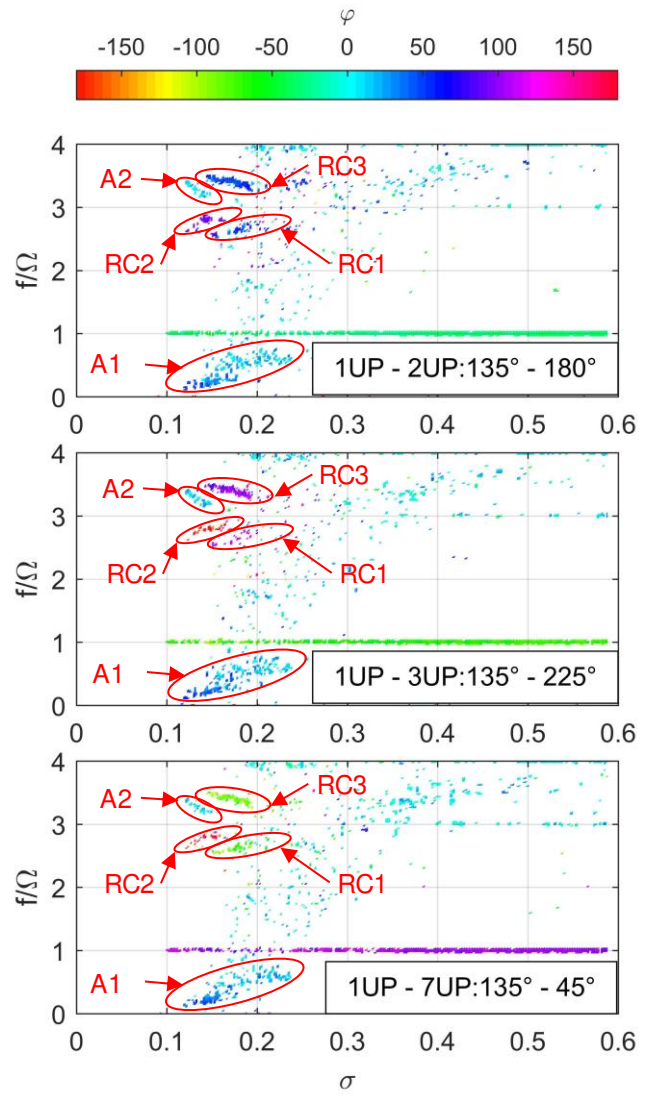 φ
-150 -100 -50 0 50 100 150
4
3
2
1
0
f/Ω
A2
RC3
RC2
RC1
A1
1UP - 2UP:135° - 180°
0 0.1 0.2 0.3 0.4 0.5 0.6
4
3
2
1
0
f/Ω
A2
RC3
RC2
RC1
A1
1UP - 3UP:135° - 225°
0 0.1 0.2 0.3 0.4 0.5 0.6
4
3
2
1
0
f/Ω
A2
RC3
RC2
RC1
A1
1UP - 7UP:135° - 45°
0 0.1 0.2 0.3 0.4 0.5 0.6
σ